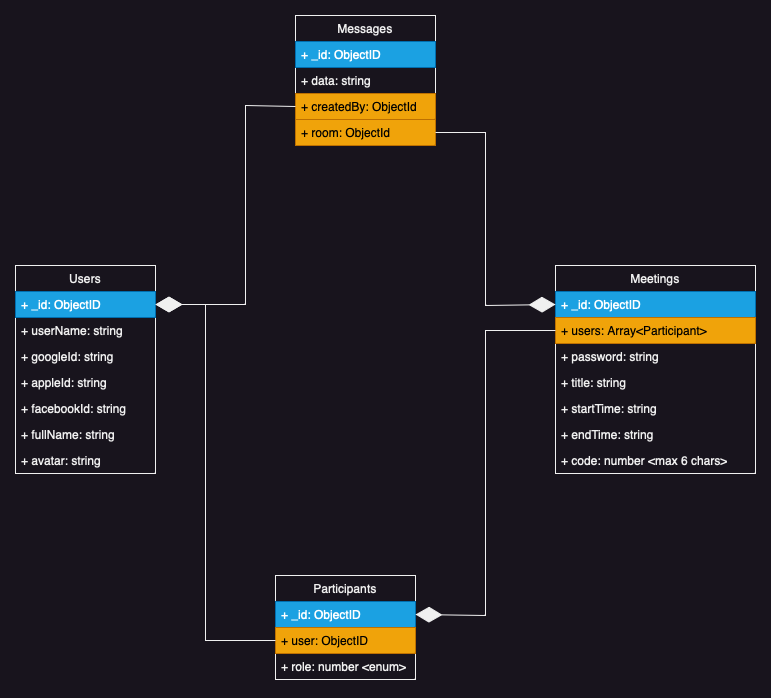 Messages
+ _id: ObjectID
+ data: string
+ createdBy: ObjectId
+ room: ObjectId
Users
+ _id: ObjectID
+ userName: string
+ googleId: string
+ appleId: string
+ facebookId: string
+ fullName: string
+ avatar: string
Meetings
+ _id: ObjectID
+ users: Array<Participant>
+ password: string
+ title: string
+ startTime: string
+ endTime: string
+ code: number <max 6 chars>
Participants
+ _id: ObjectID
+ user: ObjectID
+ role: number <enum>